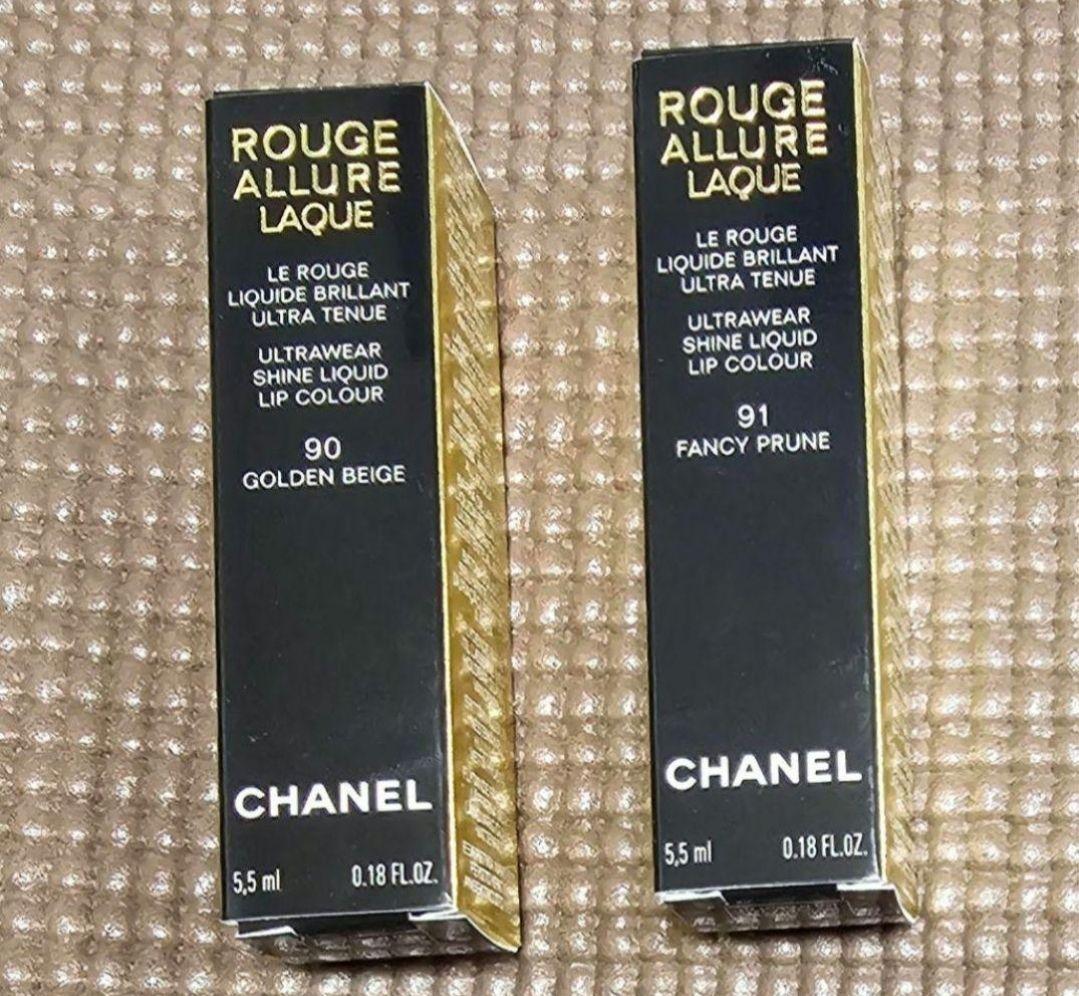 ROUGE
ALLURE
LAQUE
LE ROUGE
LIQUIDE BRILLANT
ULTRA TENUE
ULTRAWEAR
SHINE LIQUID
LIP COLOUR
90
GOLDEN BEIGE
CHANEL
5,5 ml 0.18 FL.OZ.
ROUGE
ALLURE
LAQUE
LE ROUGE
LIQUIDE BRILLANT
ULTRA TENUE
ULTRAWEAR
SHINE LIQUID
LIP COLOUR
91
FANCY PRUNE
CHANEL
5,5 ml 0.18 FL.OZ.